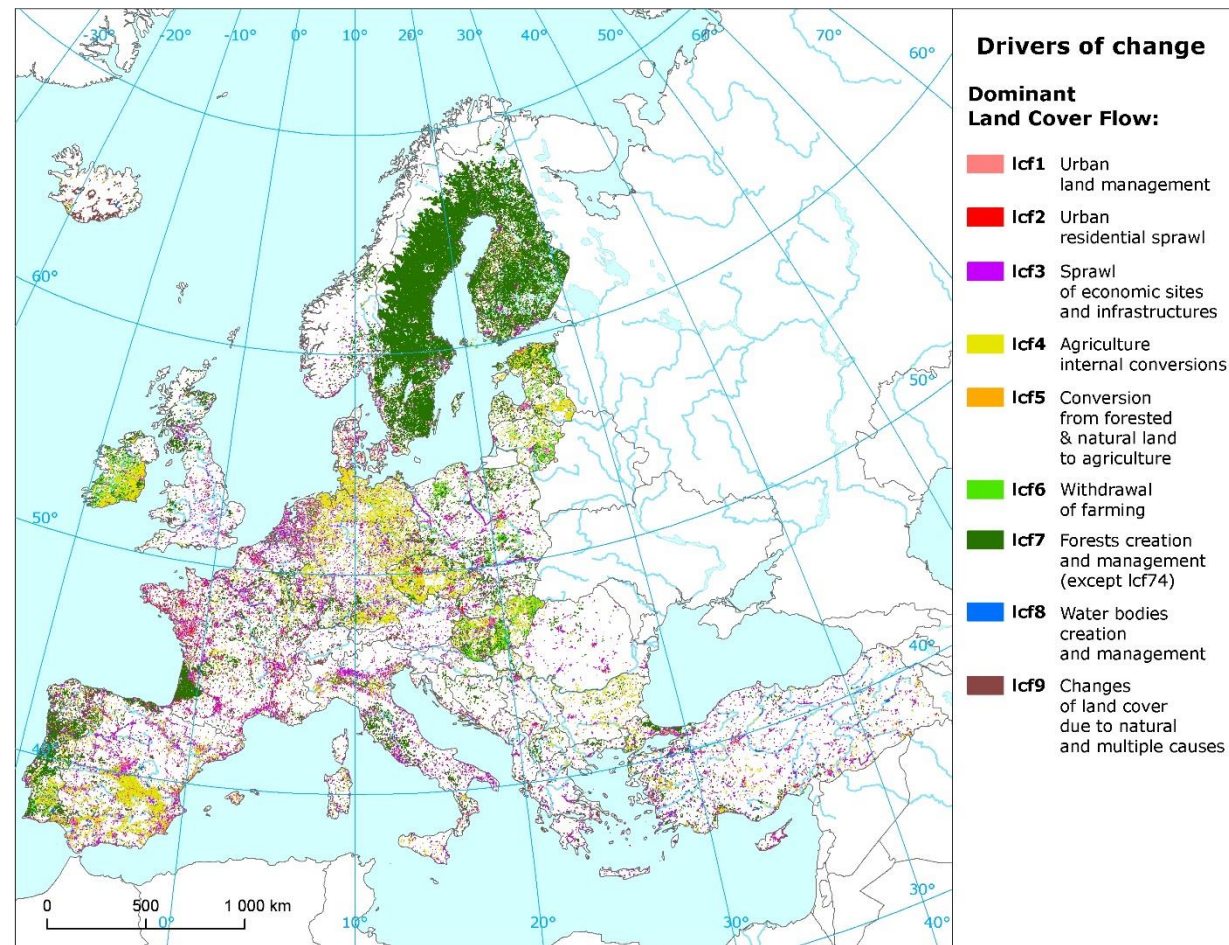 -30° -20° -10° 0° 10° 20° 30° 40° 50° 60° 70° 60°
60°
50°
50°
40°
40°
0 500 1 000 km
0° 10° 20° 30° 30° 40°
Drivers of change
Dominant
Land Cover Flow:
lcf1 Urban
land management
lcf2 Urban
residential sprawl
lcf3 Sprawl
of economic sites
and infrastructures
lcf4 Agriculture
internal conversions
lcf5 Conversion
from forested
& natural land
to agriculture
lcf6 Withdrawal
of farming
lcf7 Forests creation
and management
(except lcf74)
lcf8 Water bodies
creation
and management
lcf9 Changes
of land cover
due to natural
and multiple causes